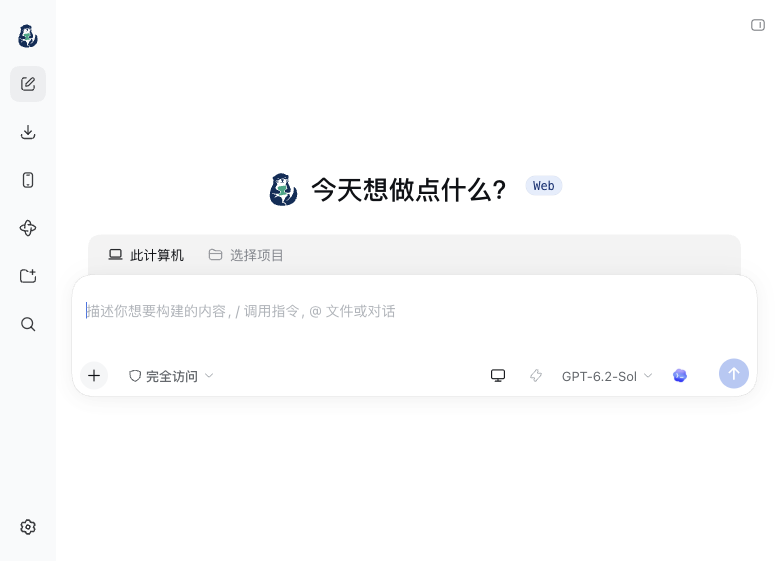 今天想做点什么? Web
此计算机 选择项目
描述你想要构建的内容, / 调用指令, @ 文件或对话
完全访问 GPT-6.2-Sol